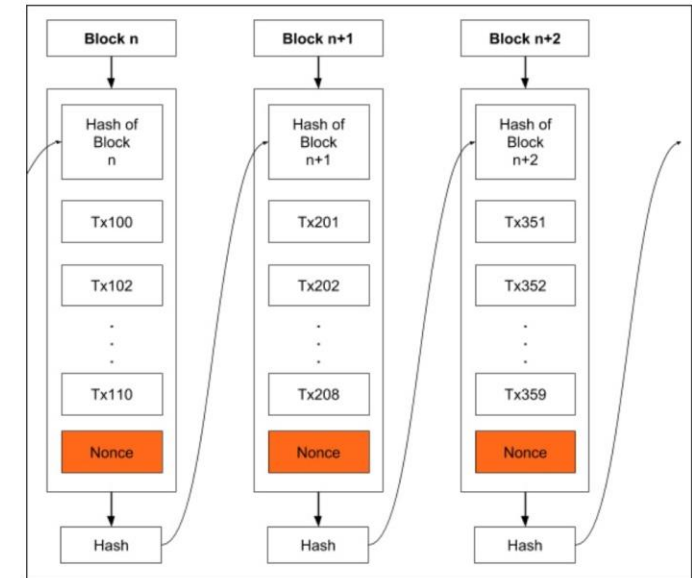 Block n
Hash of
Block
n
Tx100
Tx102
Tx110
Nonce
Hash
Block n+1
Hash of
Block
n+1
Tx201
Tx202
Tx208
Nonce
Hash
Block n+2
Hash of
Block
n+2
Tx351
Tx352
Tx359
Nonce
Hash